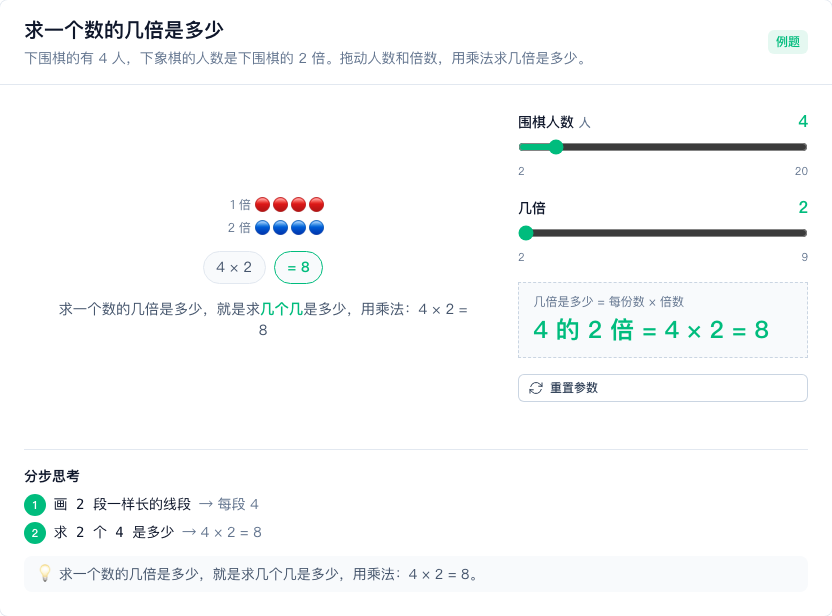 求一个数的几倍是多少
下围棋的有 4 人，下象棋的人数是下围棋的 2 倍。拖动人数和倍数，用乘法求几倍是多少。
例题
1 倍
2 倍
4 × 2
= 8
求一个数的几倍是多少，就是求几个几是多少，用乘法：4 × 2 =
8
围棋人数 人
4
2
20
几倍
2
2
9
几倍是多少 = 每份数 × 倍数
4 的 2 倍 = 4 × 2 = 8
重置参数
分步思考
1 画 2 段一样长的线段 → 每段 4
2 求 2 个 4 是多少 → 4 × 2 = 8
💡 求一个数的几倍是多少，就是求几个几是多少，用乘法：4 × 2 = 8。